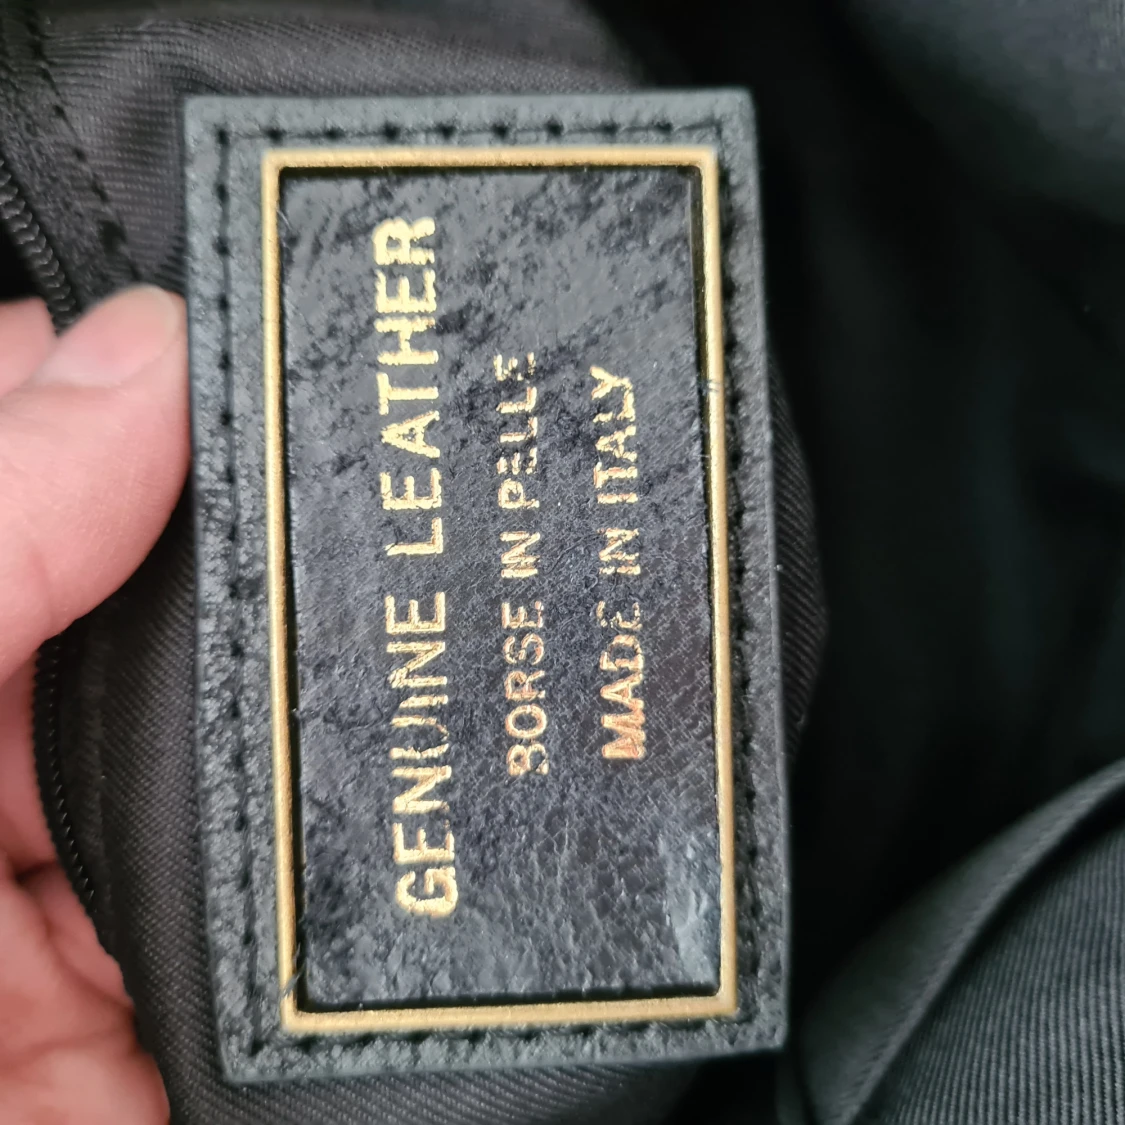 GENUINE LEATHER
BORSE IN PELLE
MADE IN ITALY